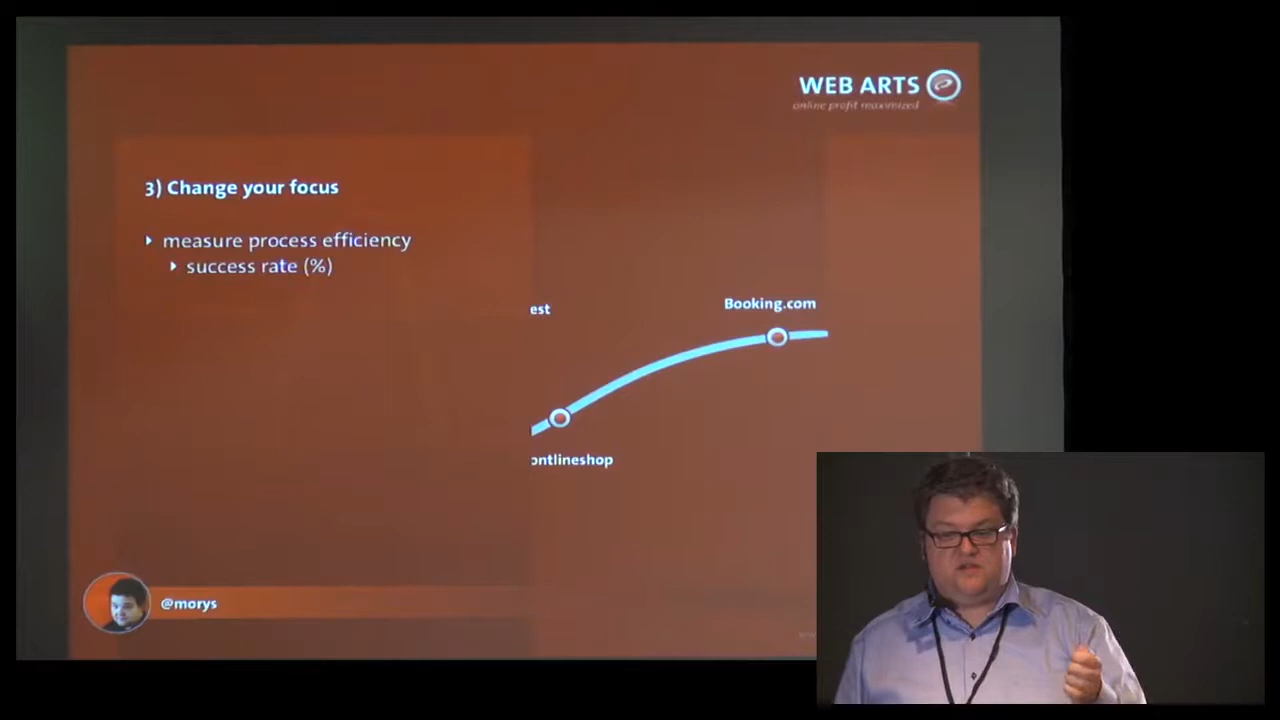 WEB ARTS
online profit maximized
3) Change your focus
measure process efficiency
success rate (%)
est
Booking.com
ontlineshop
@morys